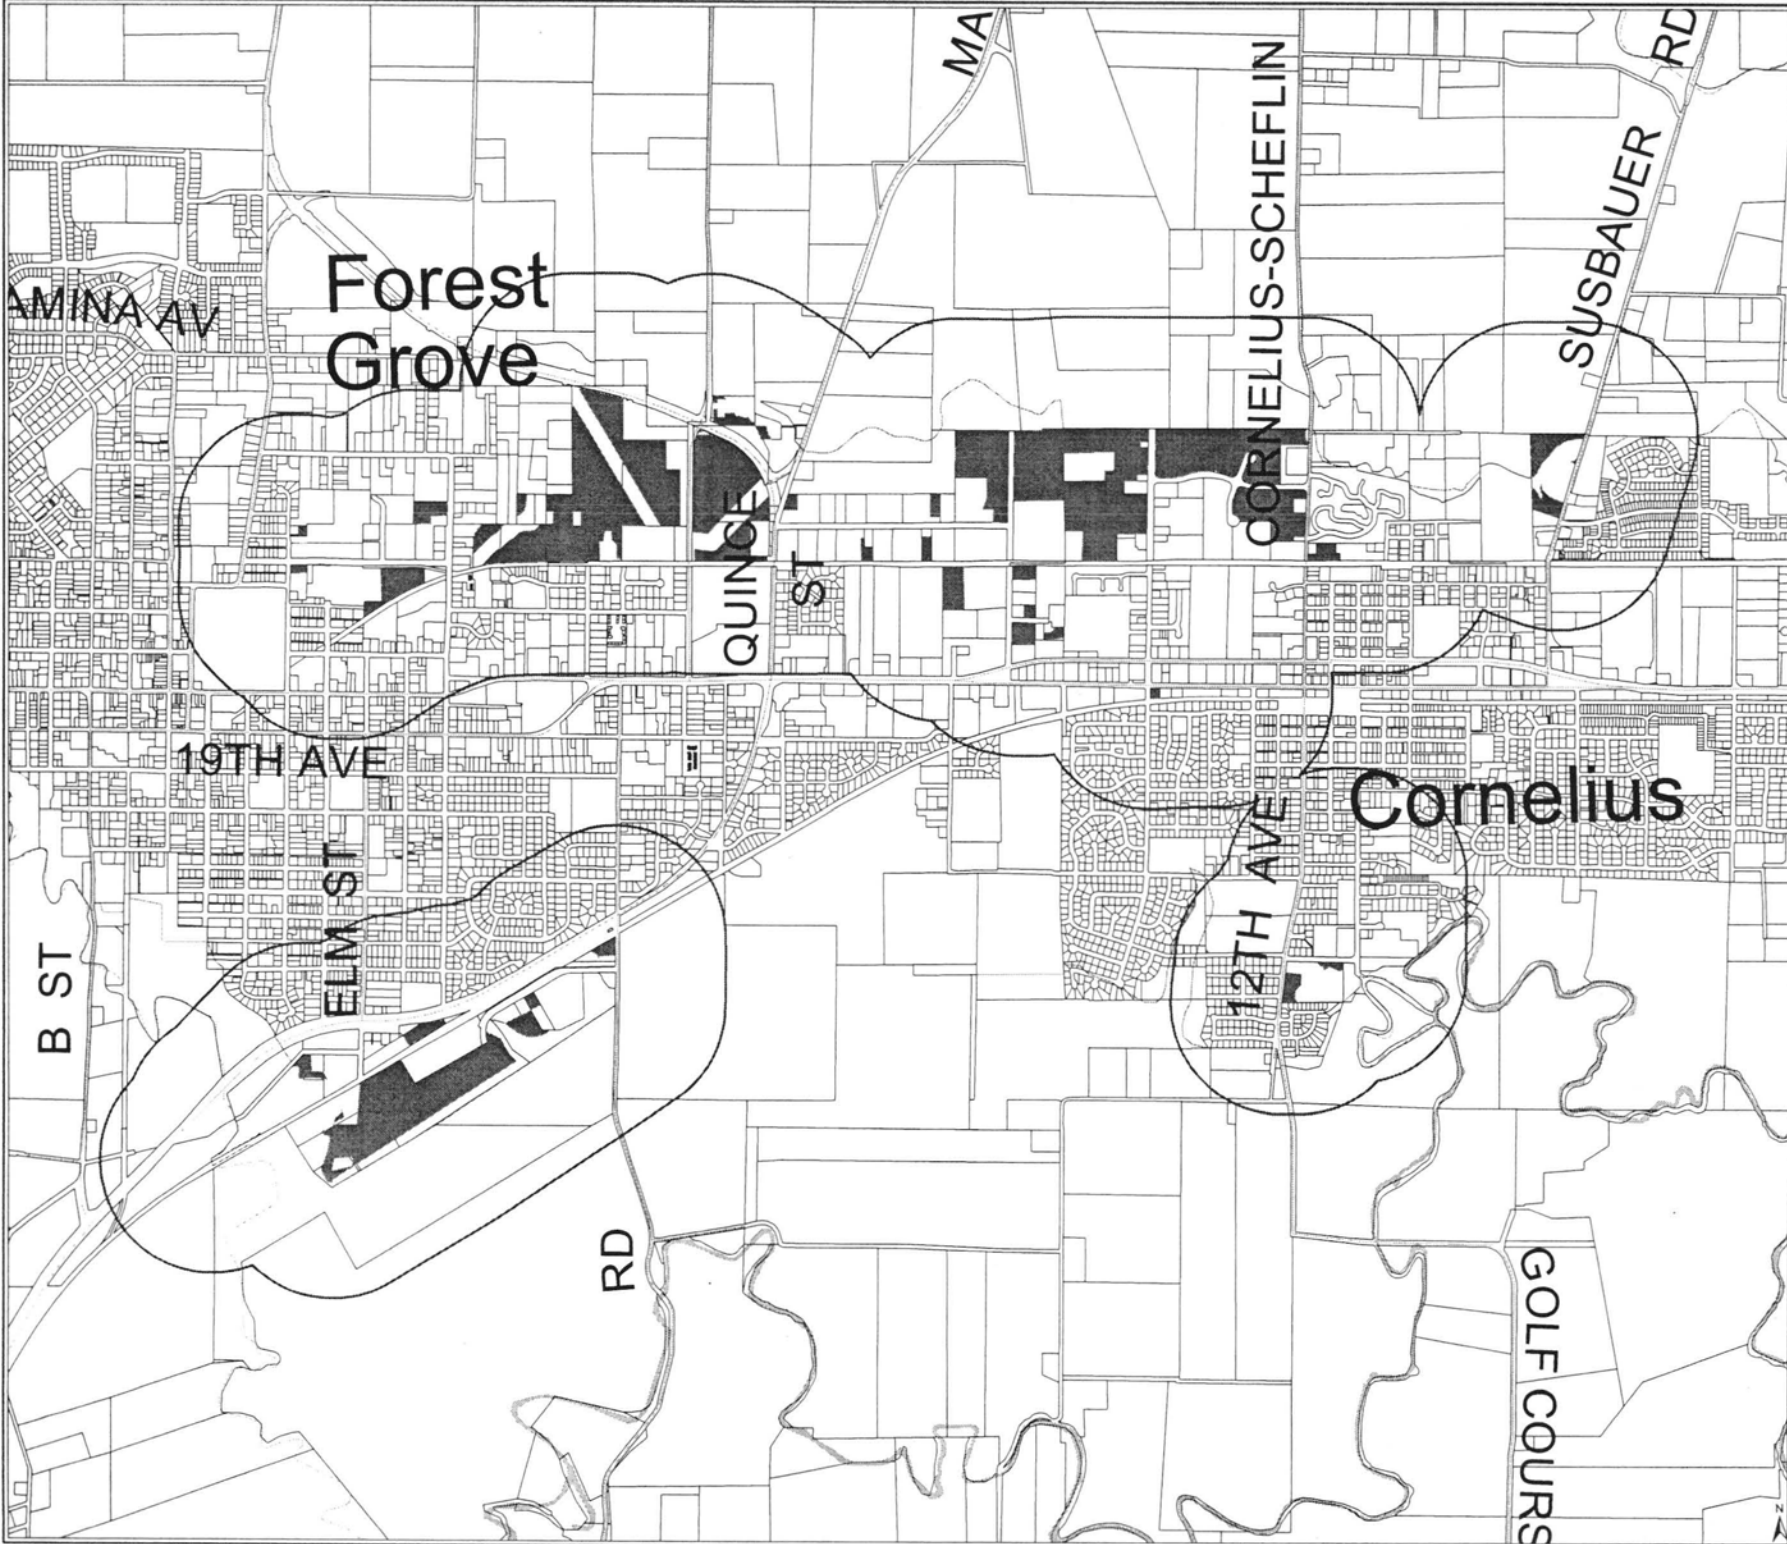 MA
RD
CORNELIUS-SCHEFLIN
SUSBAUER
Forest
Grove
AMINA AV
QUINCE
ST
19TH AVE
Cornelius
ELM ST
12TH AVE
B ST
RD
GOLF COURS
N